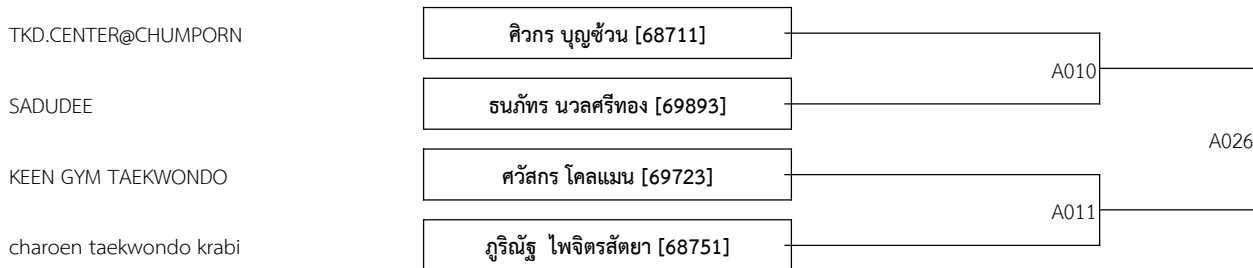 TKD.CENTER@CHUMPORN ศิวกร บุญช้วน [68711]
A010
SADUDEE ธนภัทร นวลศรีทอง [69893]
A026
KEEN GYM TAEKWONDO ศวัสกร โคลแมน [69723]
A011
charoen taekwondo krabi ภูริณัฐ ไพจิตรสัตยา [68751]